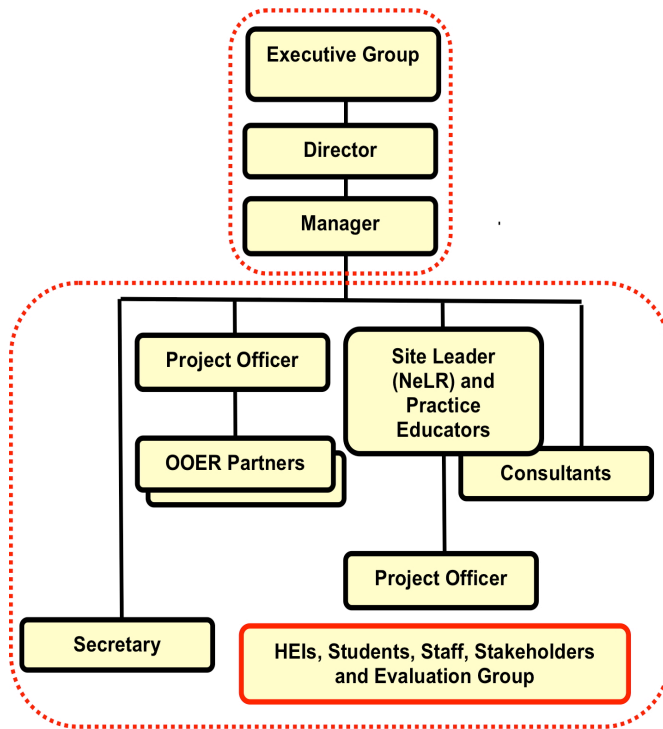 Executive Group
Director
Manager
Project Officer
Site Leader
(NeLR) and
Practice
Educators
OOER Partners
Consultants
Project Officer
Secretary
HEIs, Students, Staff, Stakeholders
and Evaluation Group